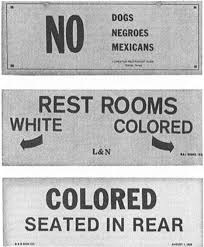 NO
DOGS
NEGROES
MEXICANS
REST ROOMS
WHITE COLORED
L&N
COLORED
SEATED IN REAR